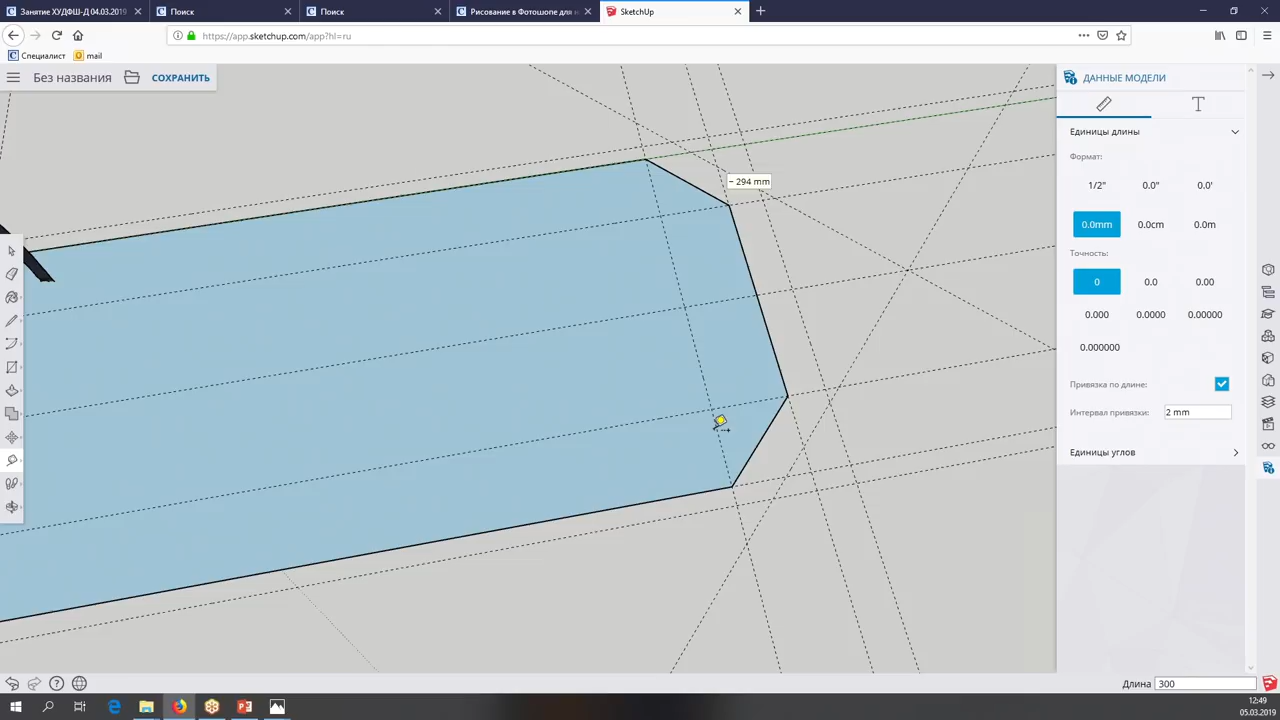 Занятие ХУДФШ-Д 04.03.2019
Поиск
Поиск
Рисование в Фотошопе для н
SketchUp
https://app.sketchup.com/app?hl=ru
Специалист
mail
Без названия
СОХРАНИТЬ
ДАННЫЕ МОДЕЛИ
Единицы длины
Формат:
1/2" 0.0" 0.0'
0.0mm 0.0cm 0.0m
Точность:
0 0.0 0.00
0.000 0.0000 0.00000
0.000000
Привязка по длине:
Интервал привязки: 2 mm
Единицы углов
~ 294 mm
Длина 300
12:49
05.03.2019